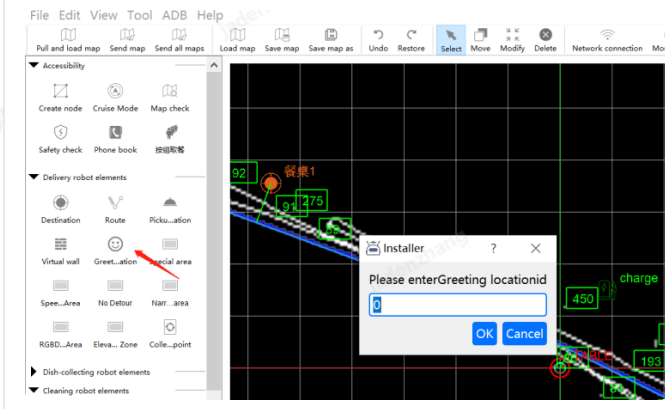 File Edit View Tool ADB Help
Pull and load map Send map Send all maps Load map Save map Save map as Undo Restore Select Move Modify Delete Network connection
Accessibility
Create node Cruise Mode Map check
Safety check Phone book 按组取餐
Delivery robot elements
Destination Route Picku...ation
Virtual wall Greet...ation Special area
Spee...Area No Detour Narr...area
RGBD...Area Eleva... Zone Colle...point
Dish-collecting robot elements
Cleaning robot elements
92
餐桌1
91 275
89
Installer ? ×
Please enterGreeting locationid
0
OK Cancel
charge
450
193